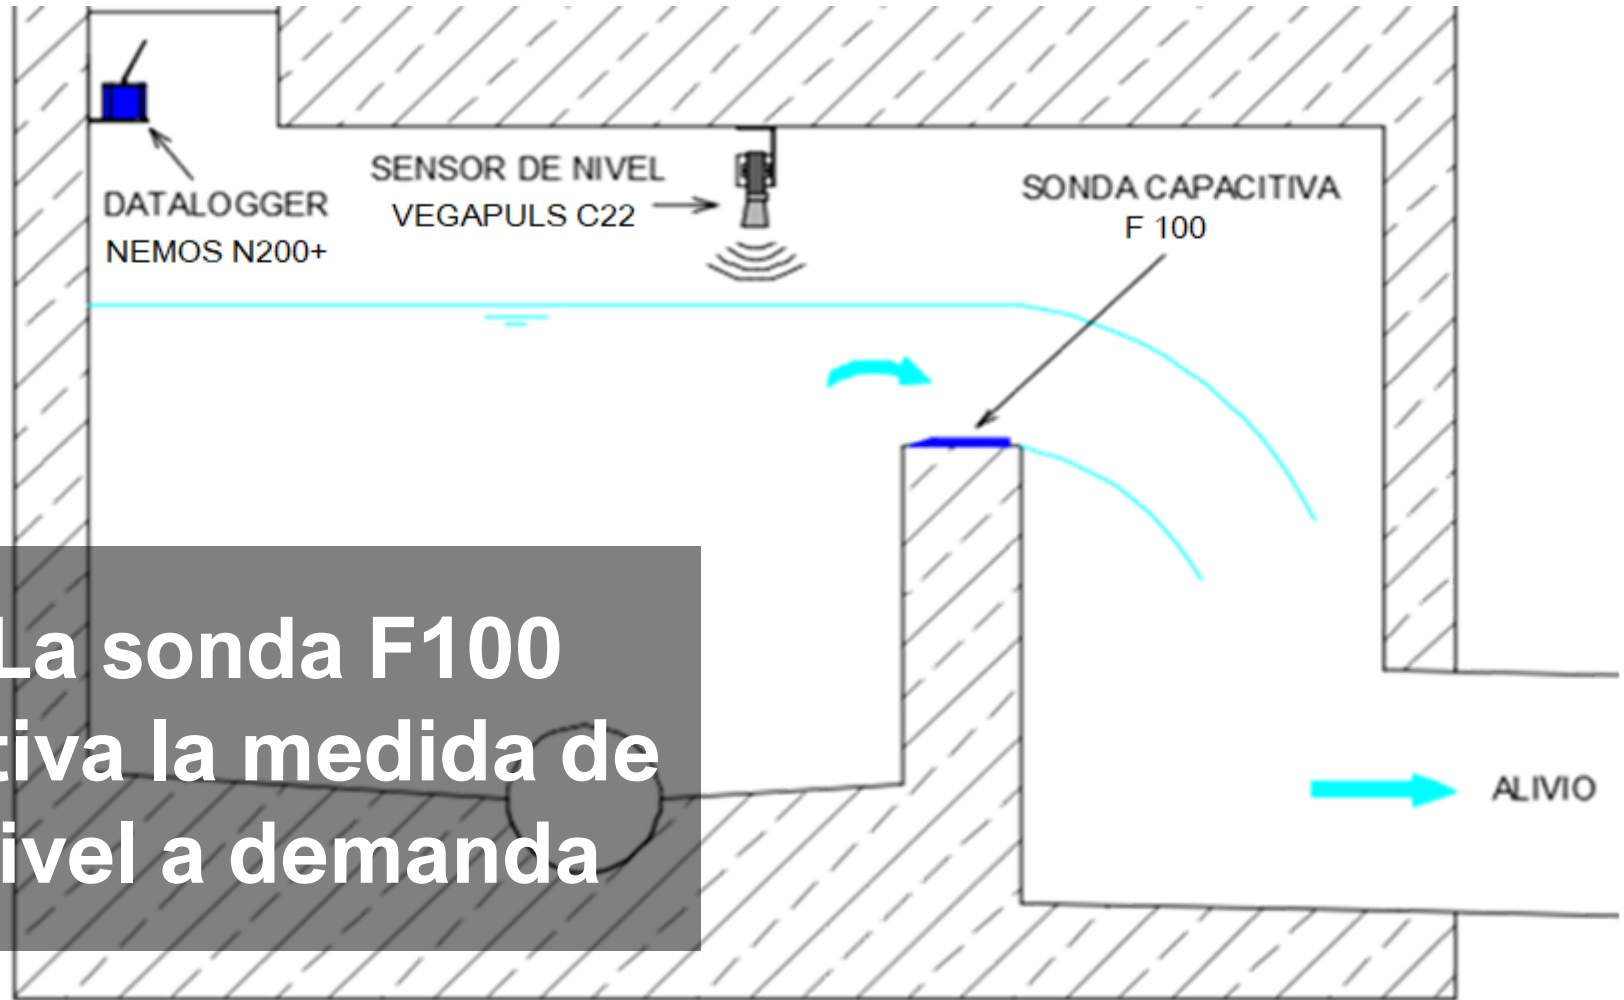 DATALOGGER
NEMOS N200+
SENSOR DE NIVEL
VEGAPULS C22
SONDA CAPACITIVA
F 100
La sonda F100
tiva la medida de
ivel a demanda
ALIVIO